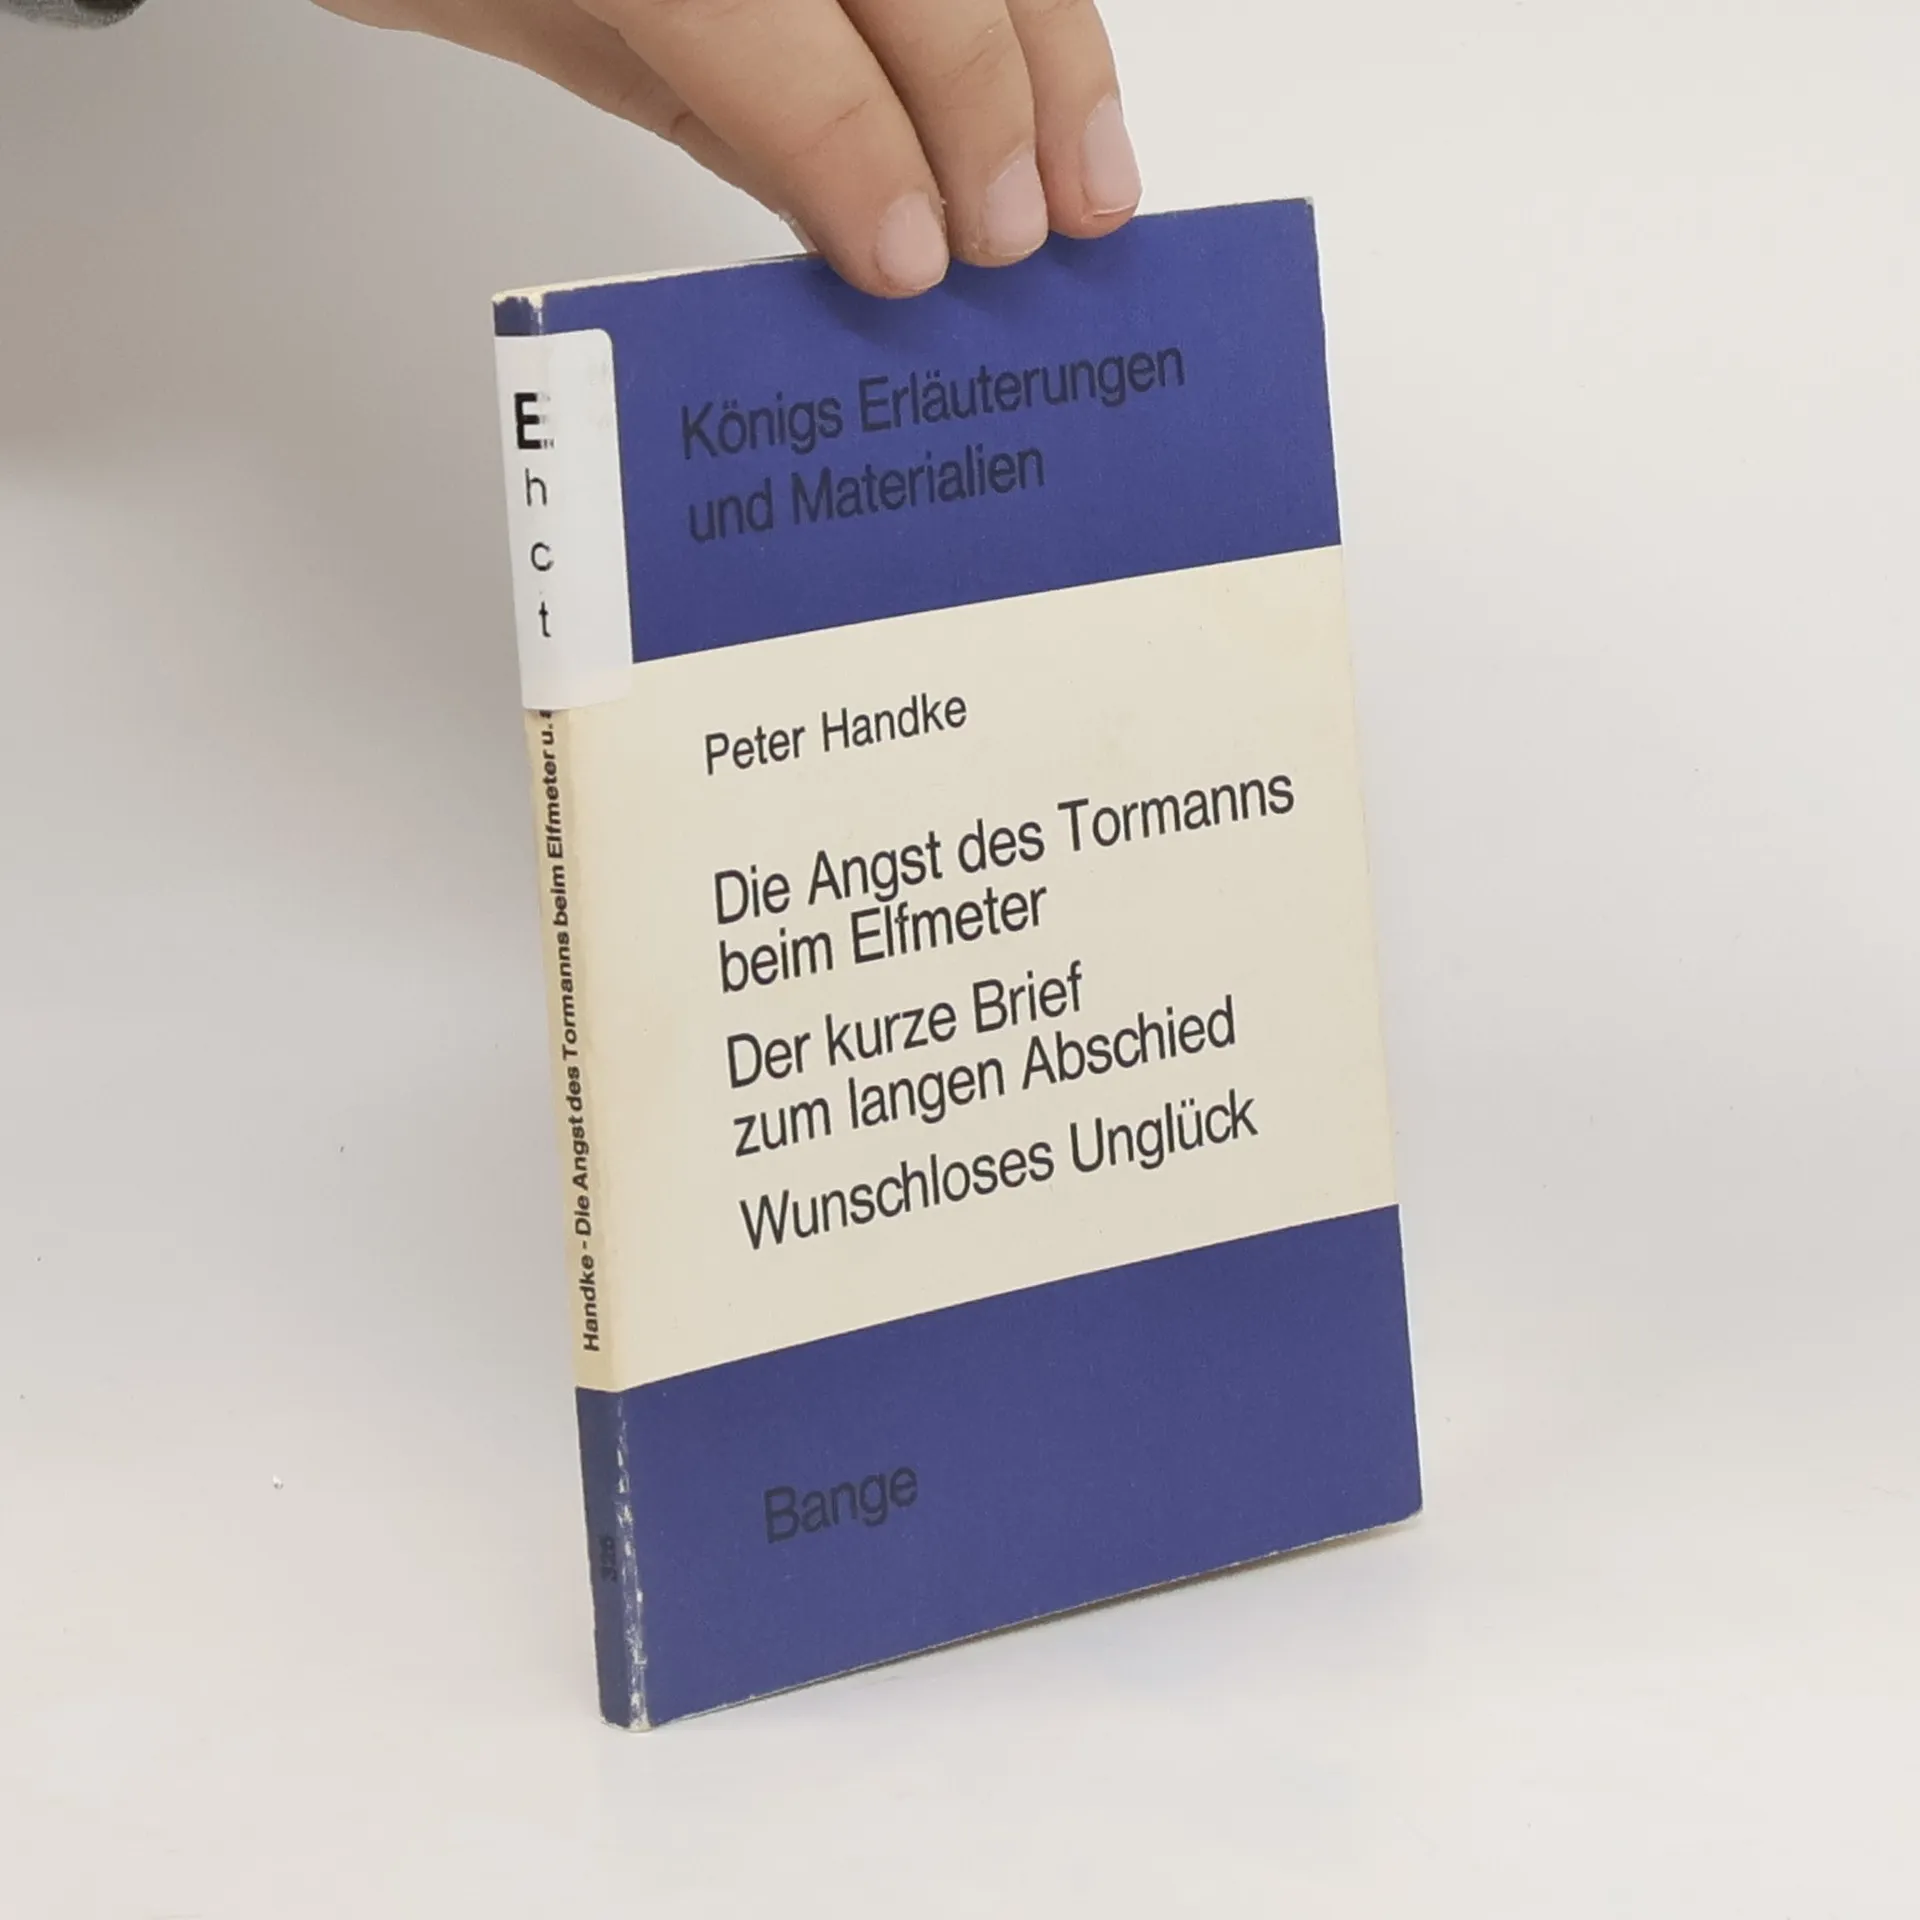 E
h
c
t
Königs Erläuterungen
und Materialien
Peter Handke
Die Angst des Tormanns
beim Elfmeter
Der kurze Brief
zum langen Abschied
Wunschloses Unglück
Bange
Handke - Die Angst des Tormanns beim Elfmeter u.